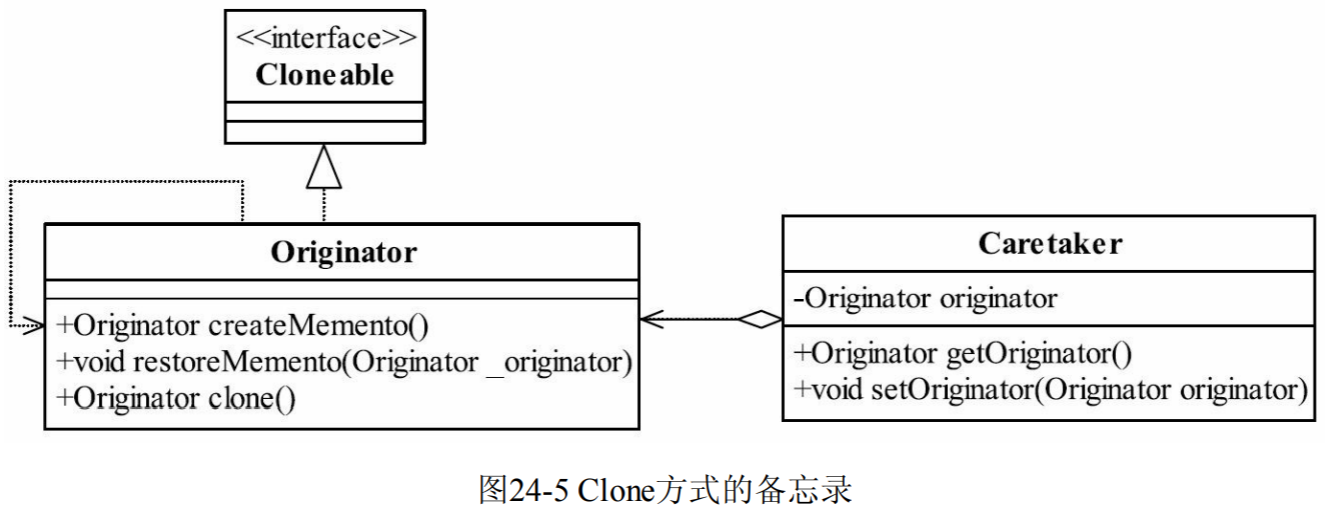 <<interface>>
Cloneable
Originator
+Originator createMemento()
+void restoreMemento(Originator _originator)
+Originator clone()
Caretaker
-Originator originator
+Originator getOriginator()
+void setOriginator(Originator originator)
图24-5 Clone方式的备忘录